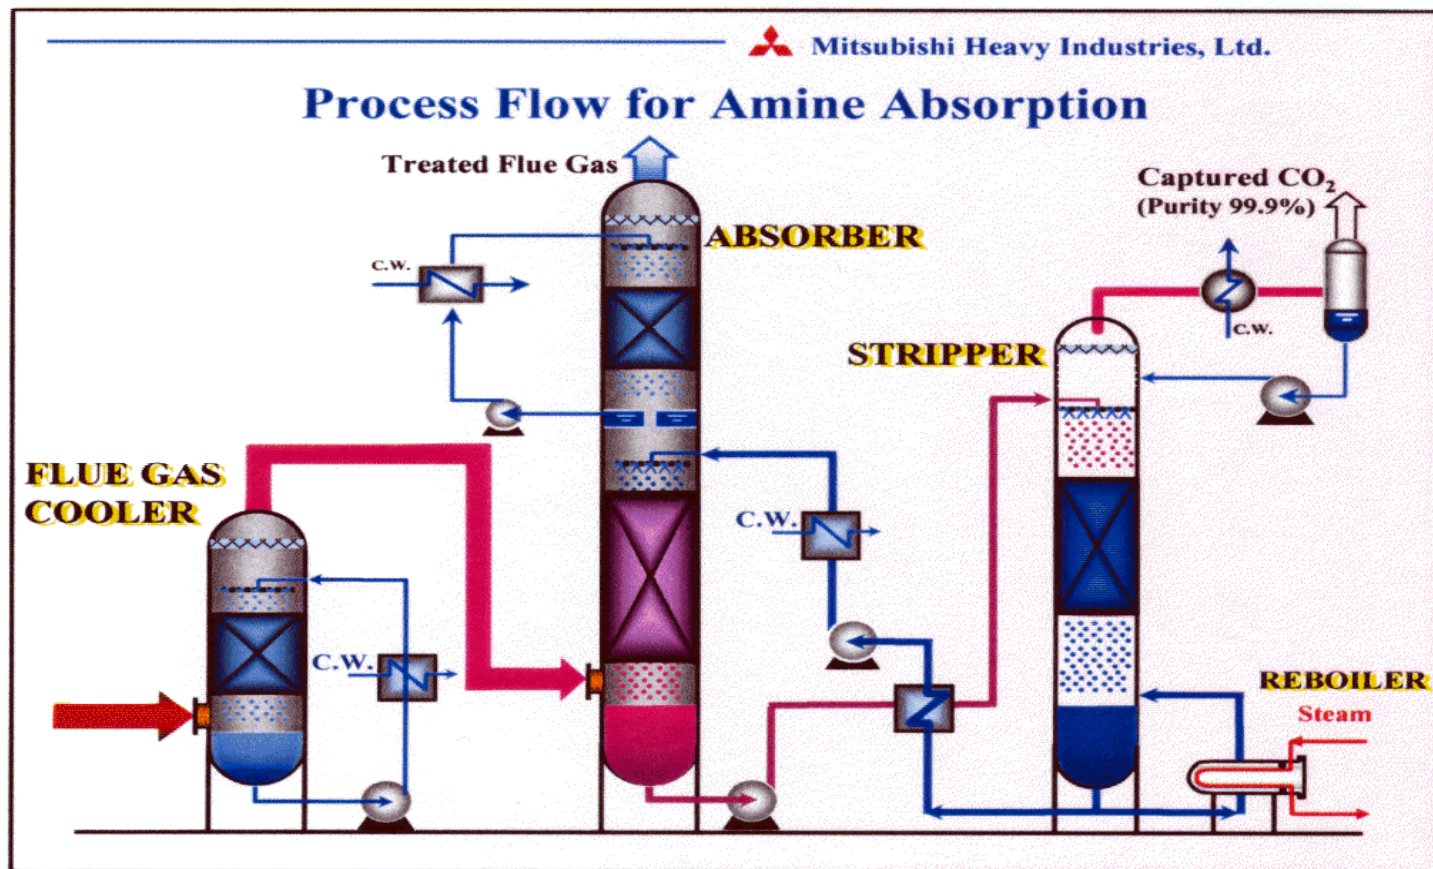 Mitsubishi Heavy Industries, Ltd.
Process Flow for Amine Absorption
Treated Flue Gas
Captured CO₂
(Purity 99.9%)
ABSORBER
C.W.
C.W.
STRIPPER
FLUE GAS
COOLER
C.W.
C.W.
REBOILER
Steam